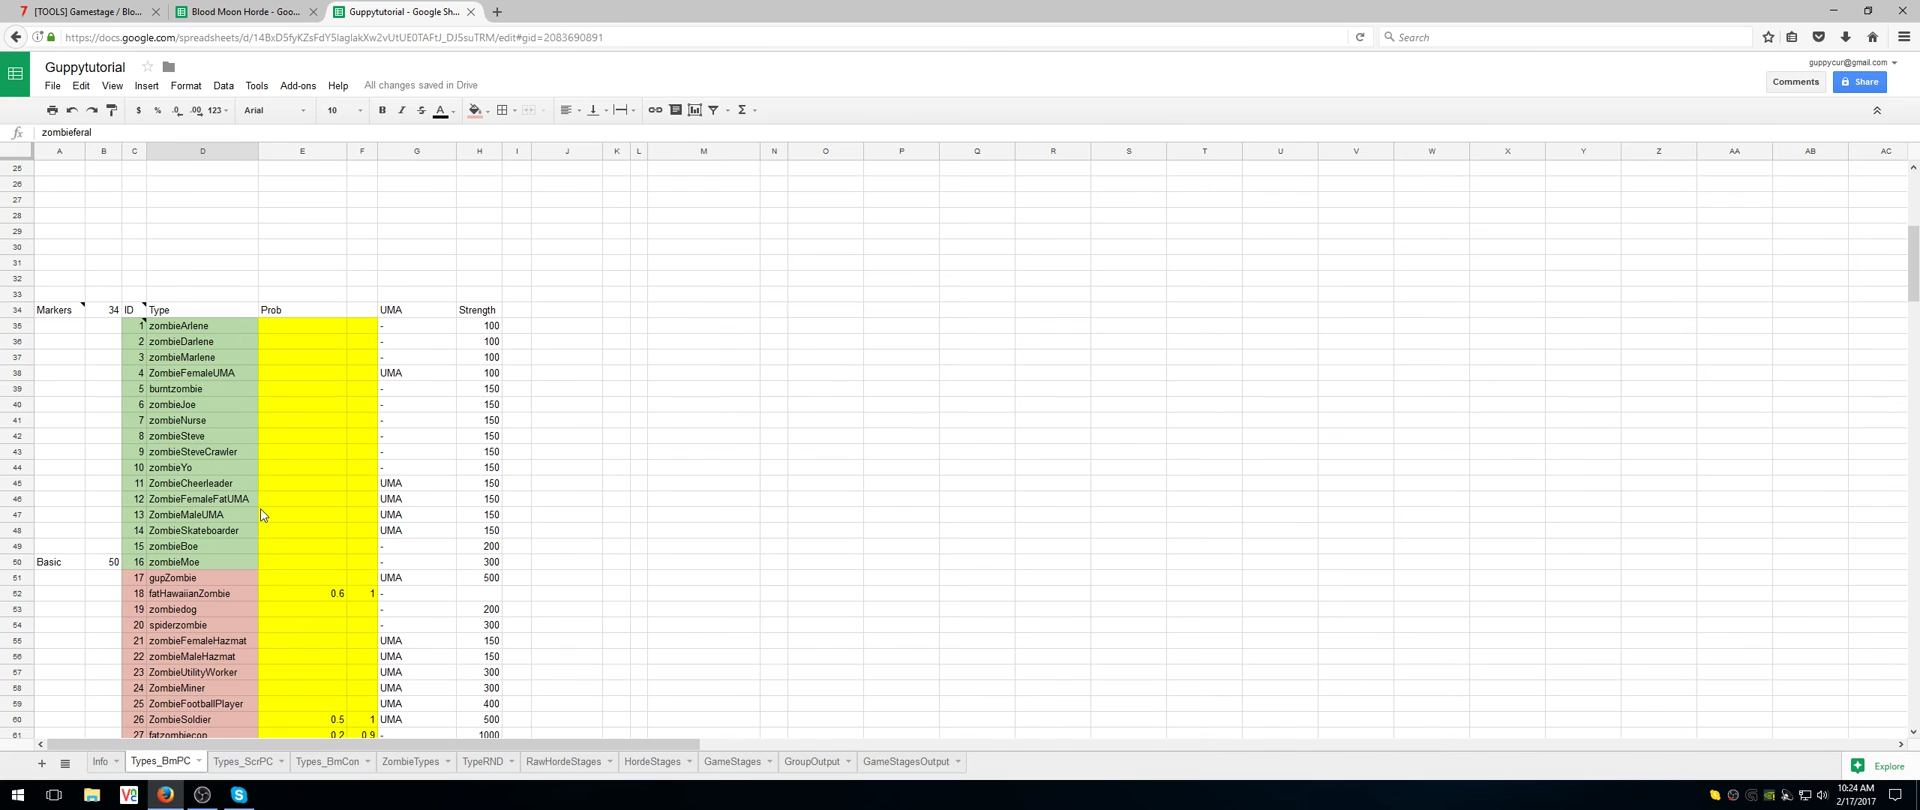 [TOOLS] Gamestage / Blo...
Blood Moon Horde - Goo...
Guppytutorial - Google Sh...
https://docs.google.com/spreadsheets/d/14BxD5fyKZsFdY5IaglakXw2vUtUE0TAFtJ_DJ5suTRM/edit#gid=2083690891
Search
Guppytutorial
guppycur@gmail.com
File Edit View Insert Format Data Tools Add-ons Help All changes saved in Drive
Comments Share
$ % .0 .00 123 Arial 10 B I S A Σ
fx zombieferal
A B C D E F G H I J K L M N O P Q R S T U V W X Y Z AA AB AC
25
26
27
28
29
30
31
32
33
34 Markers 34 ID Type Prob UMA Strength
35 1 zombieArlene - 100
36 2 zombieDarlene - 100
37 3 zombieMarlene - 100
38 4 ZombieFemaleUMA UMA 100
39 5 burntzombie - 150
40 6 zombieJoe - 150
41 7 zombieNurse - 150
42 8 zombieSteve - 150
43 9 zombieSteveCrawler - 150
44 10 zombieYo - 150
45 11 ZombieCheerleader UMA 150
46 12 ZombieFemaleFatUMA UMA 150
47 13 ZombieMaleUMA UMA 150
48 14 ZombieSkateboarder UMA 150
49 15 zombieBoe - 200
50 Basic 50 16 zombieMoe - 300
51 17 gupZombie UMA 500
52 18 fatHawaiianZombie 0.6 1 -
53 19 zombiedog - 200
54 20 spiderzombie - 300
55 21 zombieFemaleHazmat UMA 150
56 22 zombieMaleHazmat UMA 150
57 23 ZombieUtilityWorker UMA 300
58 24 ZombieMiner UMA 300
59 25 ZombieFootballPlayer UMA 400
60 26 ZombieSoldier 0.5 1 UMA 500
61 27 fatzombiecop 0.2 0.9 - 1000
Info Types_BmPC Types_ScrPC Types_BmCon ZombieTypes TypeRND RawHordeStages HordeStages GameStages GroupOutput GameStagesOutput Explore
10:24 AM
2/17/2017